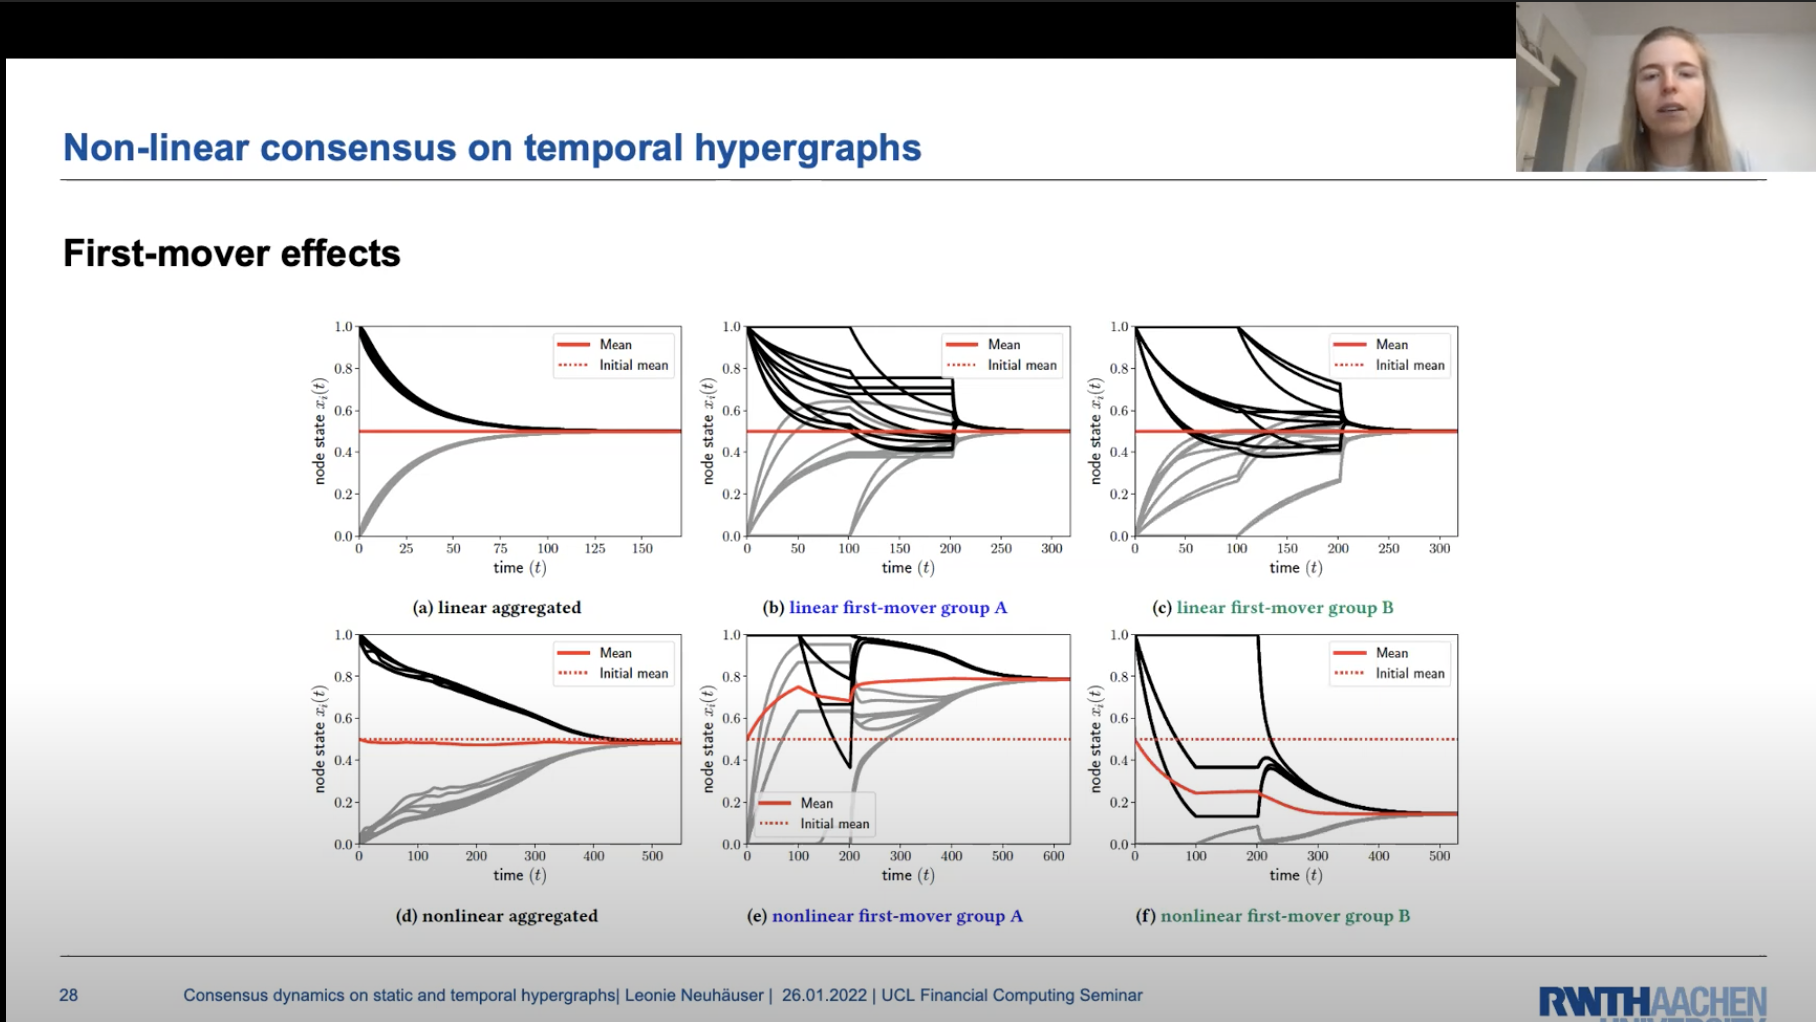 Non-linear consensus on temporal hypergraphs
First-mover effects
1.0
0.8
0.6
0.4
0.2
0.0
node state xᵢ(t)
Mean
Initial mean
0 25 50 75 100 125 150
time (t)
(a) linear aggregated
1.0
0.8
0.6
0.4
0.2
0.0
node state xᵢ(t)
Mean
Initial mean
0 50 100 150 200 250 300
time (t)
(b) linear first-mover group A
1.0
0.8
0.6
0.4
0.2
0.0
node state xᵢ(t)
Mean
Initial mean
0 50 100 150 200 250 300
time (t)
(c) linear first-mover group B
1.0
0.8
0.6
0.4
0.2
0.0
node state xᵢ(t)
Mean
Initial mean
0 100 200 300 400 500
time (t)
(d) nonlinear aggregated
1.0
0.8
0.6
0.4
0.2
0.0
node state xᵢ(t)
Mean
Initial mean
0 100 200 300 400 500 600
time (t)
(e) nonlinear first-mover group A
1.0
0.8
0.6
0.4
0.2
0.0
node state xᵢ(t)
Mean
Initial mean
0 100 200 300 400 500
time (t)
(f) nonlinear first-mover group B
28
Consensus dynamics on static and temporal hypergraphs| Leonie Neuhäuser | 26.01.2022 | UCL Financial Computing Seminar
RWTHAACHEN
UNIVERSITY